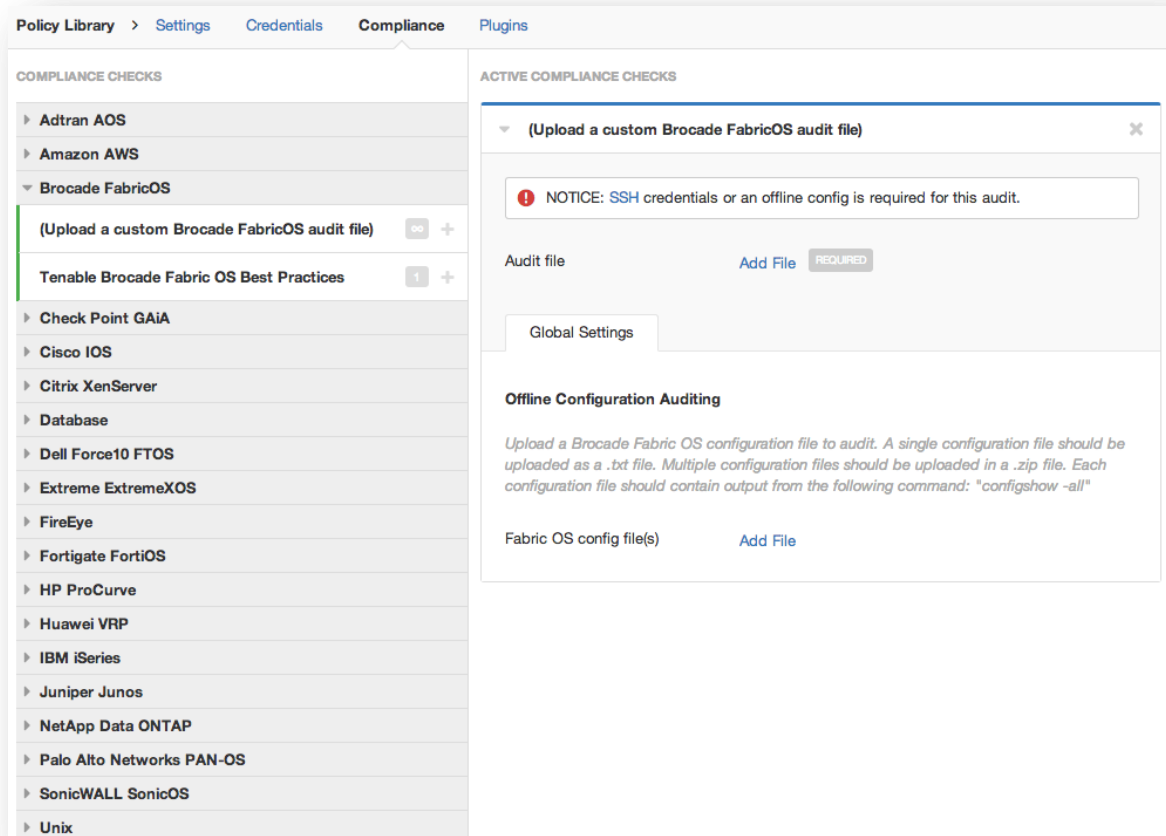 Policy Library > Settings Credentials Compliance Plugins
COMPLIANCE CHECKS
Adtran AOS
Amazon AWS
Brocade FabricOS
(Upload a custom Brocade FabricOS audit file) ∞ +
Tenable Brocade Fabric OS Best Practices 1 +
Check Point GAiA
Cisco IOS
Citrix XenServer
Database
Dell Force10 FTOS
Extreme ExtremeXOS
FireEye
Fortigate FortiOS
HP ProCurve
Huawei VRP
IBM iSeries
Juniper Junos
NetApp Data ONTAP
Palo Alto Networks PAN-OS
SonicWALL SonicOS
Unix
ACTIVE COMPLIANCE CHECKS
(Upload a custom Brocade FabricOS audit file) ×
! NOTICE: SSH credentials or an offline config is required for this audit.
Audit file Add File REQUIRED
Global Settings
Offline Configuration Auditing
Upload a Brocade Fabric OS configuration file to audit. A single configuration file should be
uploaded as a .txt file. Multiple configuration files should be uploaded in a .zip file. Each
configuration file should contain output from the following command: "configshow -all"
Fabric OS config file(s) Add File